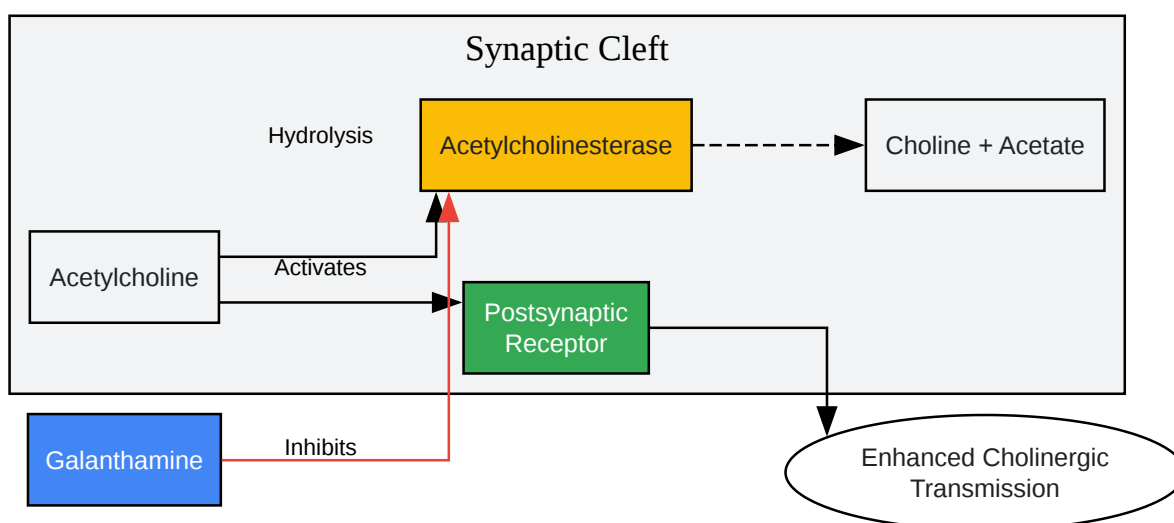 Synaptic Cleft
Hydrolysis
Acetylcholinesterase
Choline + Acetate
Acetylcholine
Activates
Postsynaptic
Receptor
Galanthamine
Inhibits
Enhanced Cholinergic
Transmission